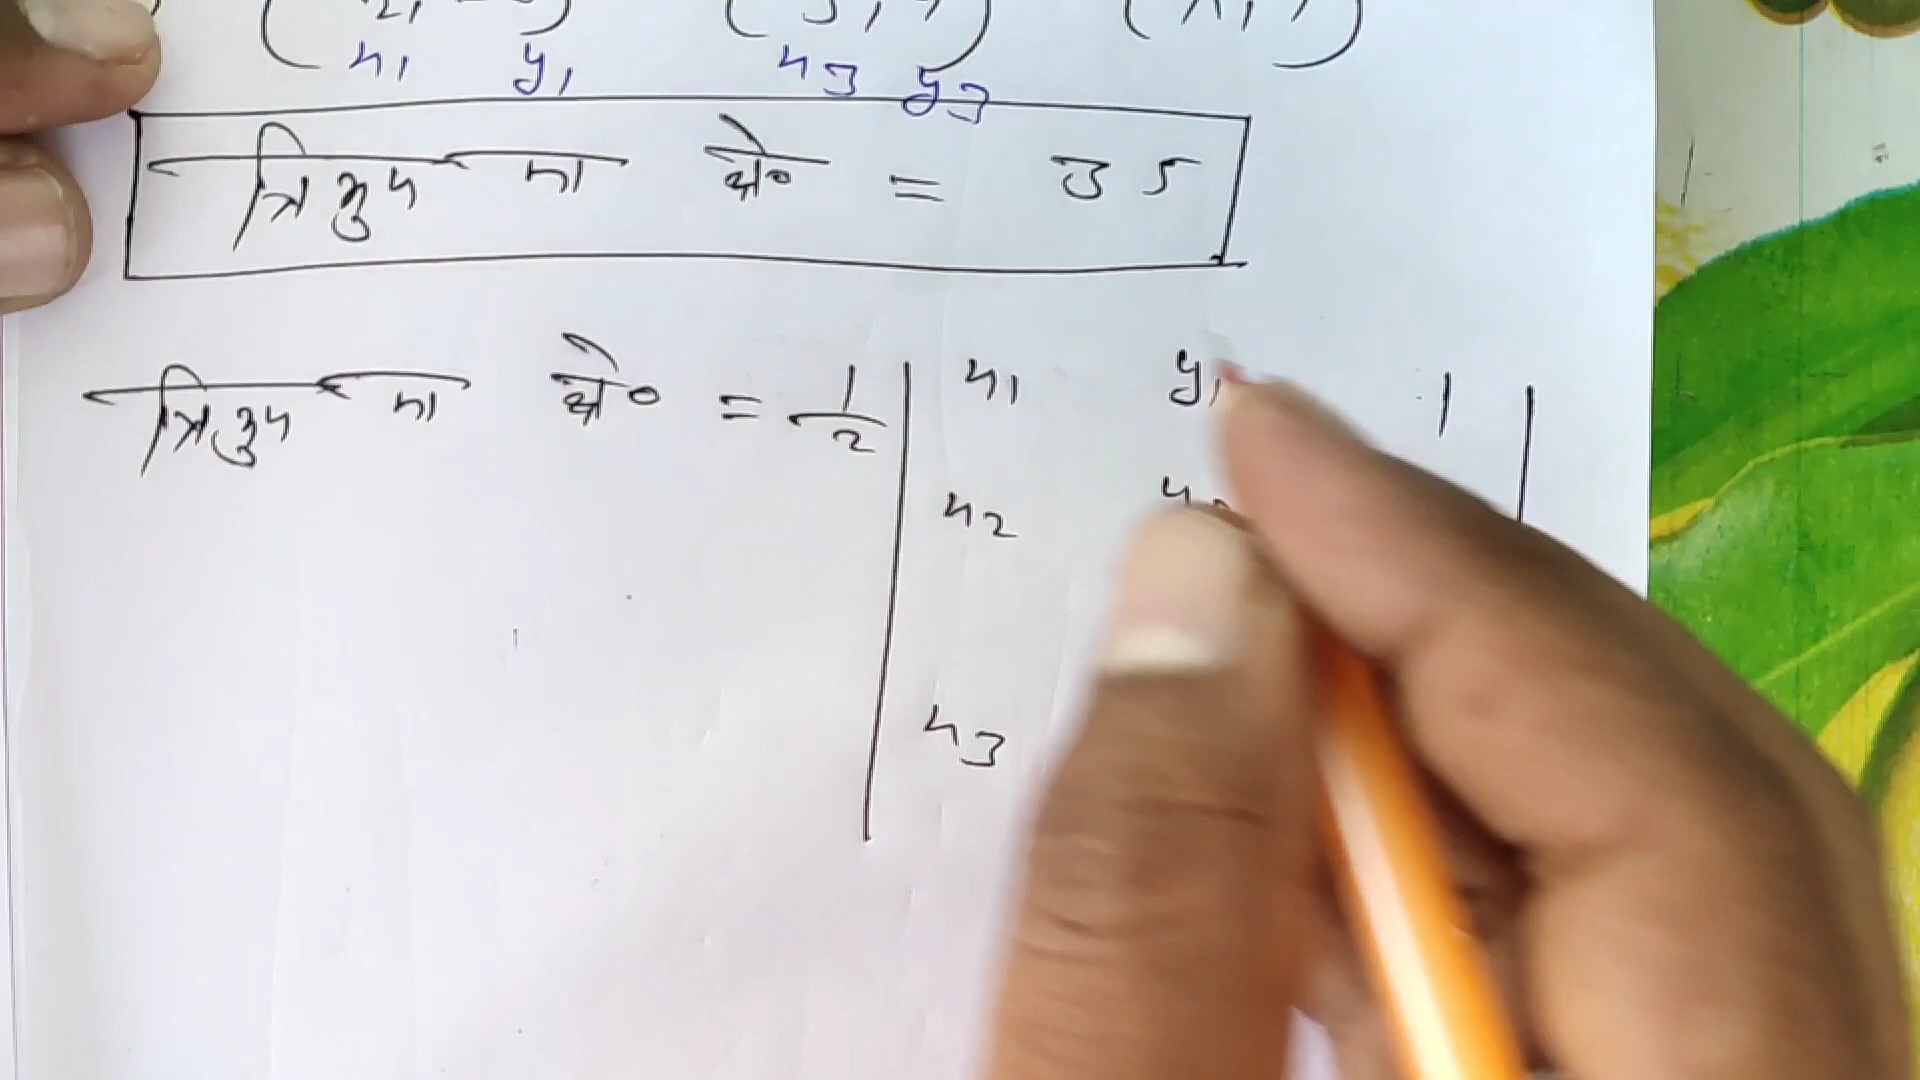 x1 y1 x3 y3
त्रिभुज का क्षे० = 35
त्रिभुज का क्षे० = 1/2 | x1 y1 1 |
x2
x3